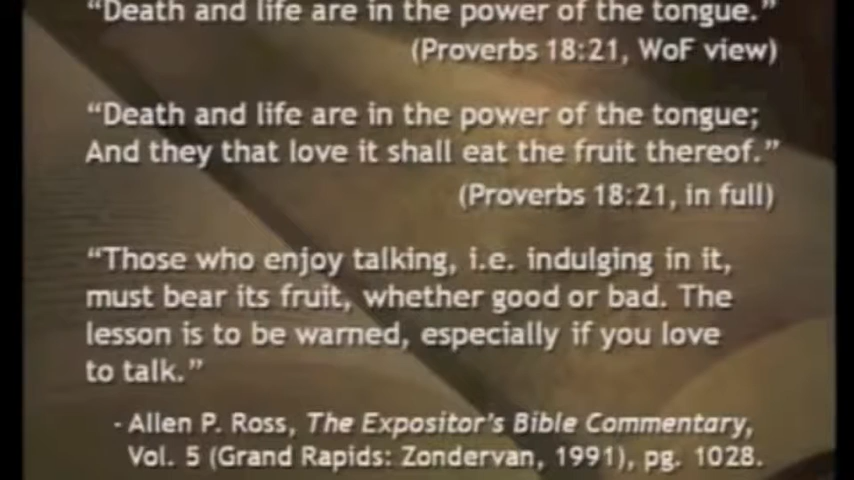 “Death and life are in the power of the tongue.”
(Proverbs 18:21, WoF view)
“Death and life are in the power of the tongue;
And they that love it shall eat the fruit thereof.”
(Proverbs 18:21, in full)
“Those who enjoy talking, i.e. indulging in it,
must bear its fruit, whether good or bad. The
lesson is to be warned, especially if you love
to talk.”
- Allen P. Ross, The Expositor’s Bible Commentary,
Vol. 5 (Grand Rapids: Zondervan, 1991), pg. 1028.